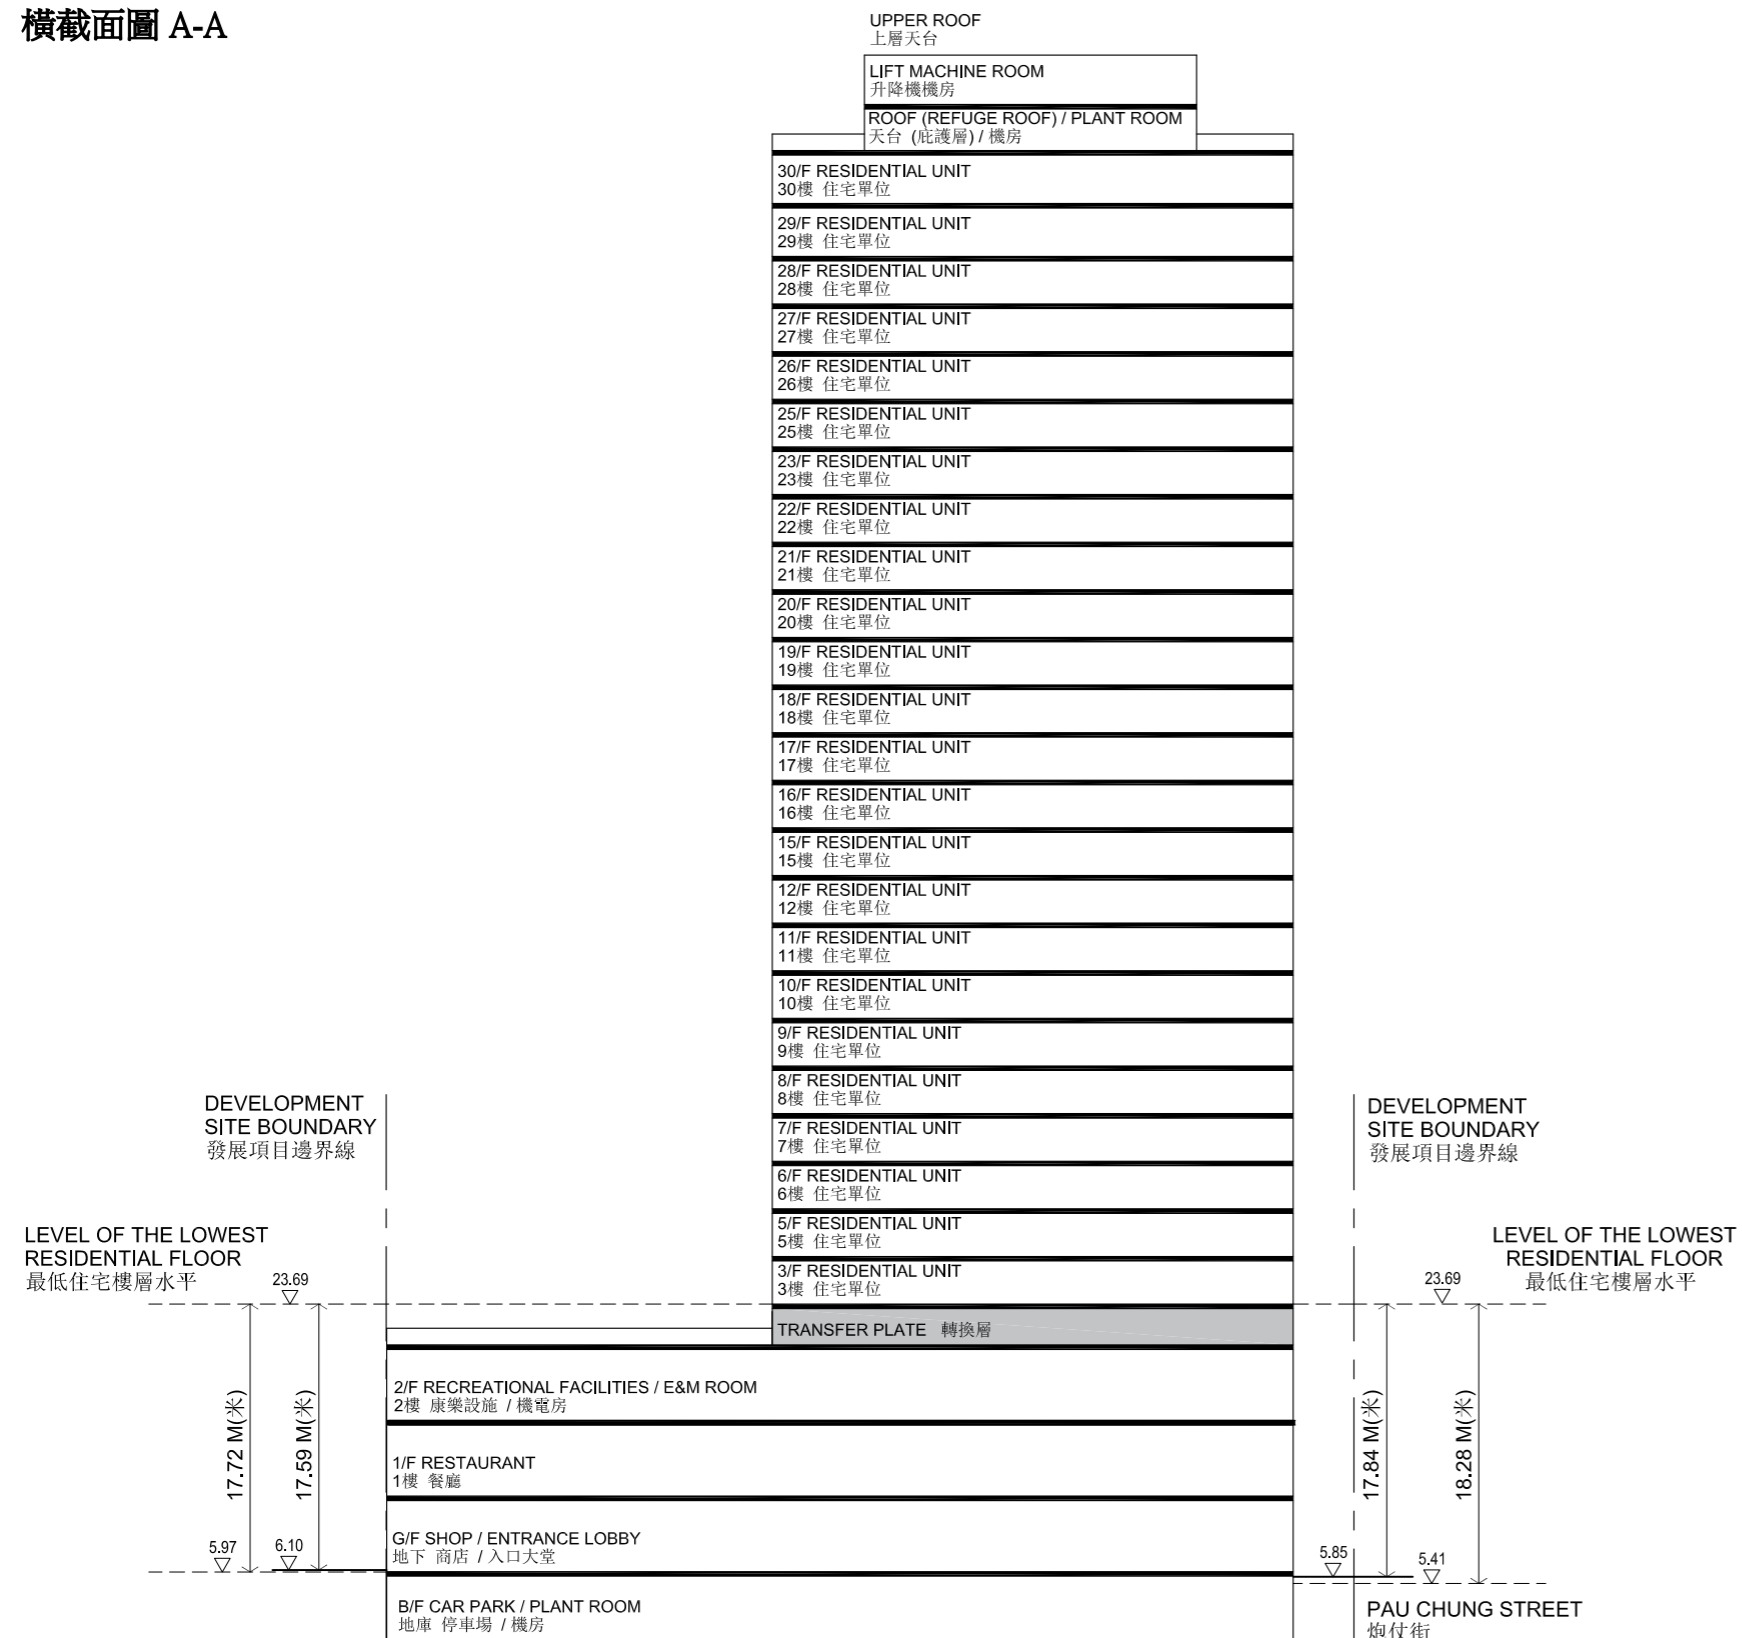 橫截面圖 A-A
UPPER ROOF
上層天台
LIFT MACHINE ROOM
升降機機房
ROOF (REFUGE ROOF) / PLANT ROOM
天台 (庇護層) / 機房
30/F RESIDENTIAL UNIT
30樓 住宅單位
29/F RESIDENTIAL UNIT
29樓 住宅單位
28/F RESIDENTIAL UNIT
28樓 住宅單位
27/F RESIDENTIAL UNIT
27樓 住宅單位
26/F RESIDENTIAL UNIT
26樓 住宅單位
25/F RESIDENTIAL UNIT
25樓 住宅單位
23/F RESIDENTIAL UNIT
23樓 住宅單位
22/F RESIDENTIAL UNIT
22樓 住宅單位
21/F RESIDENTIAL UNIT
21樓 住宅單位
20/F RESIDENTIAL UNIT
20樓 住宅單位
19/F RESIDENTIAL UNIT
19樓 住宅單位
18/F RESIDENTIAL UNIT
18樓 住宅單位
17/F RESIDENTIAL UNIT
17樓 住宅單位
16/F RESIDENTIAL UNIT
16樓 住宅單位
15/F RESIDENTIAL UNIT
15樓 住宅單位
12/F RESIDENTIAL UNIT
12樓 住宅單位
11/F RESIDENTIAL UNIT
11樓 住宅單位
10/F RESIDENTIAL UNIT
10樓 住宅單位
9/F RESIDENTIAL UNIT
9樓 住宅單位
8/F RESIDENTIAL UNIT
8樓 住宅單位
7/F RESIDENTIAL UNIT
7樓 住宅單位
6/F RESIDENTIAL UNIT
6樓 住宅單位
5/F RESIDENTIAL UNIT
5樓 住宅單位
3/F RESIDENTIAL UNIT
3樓 住宅單位
TRANSFER PLATE 轉換層
2/F RECREATIONAL FACILITIES / E&M ROOM
2樓 康樂設施 / 機電房
1/F RESTAURANT
1樓 餐廳
G/F SHOP / ENTRANCE LOBBY
地下 商店 / 入口大堂
B/F CAR PARK / PLANT ROOM
地庫 停車場 / 機房
DEVELOPMENT
SITE BOUNDARY
發展項目邊界線
LEVEL OF THE LOWEST
RESIDENTIAL FLOOR
最低住宅樓層水平
23.69
17.72 M(米)
17.59 M(米)
5.97
6.10
DEVELOPMENT
SITE BOUNDARY
發展項目邊界線
LEVEL OF THE LOWEST
RESIDENTIAL FLOOR
最低住宅樓層水平
23.69
17.84 M(米)
18.28 M(米)
5.85
5.41
PAU CHUNG STREET
炮仗街